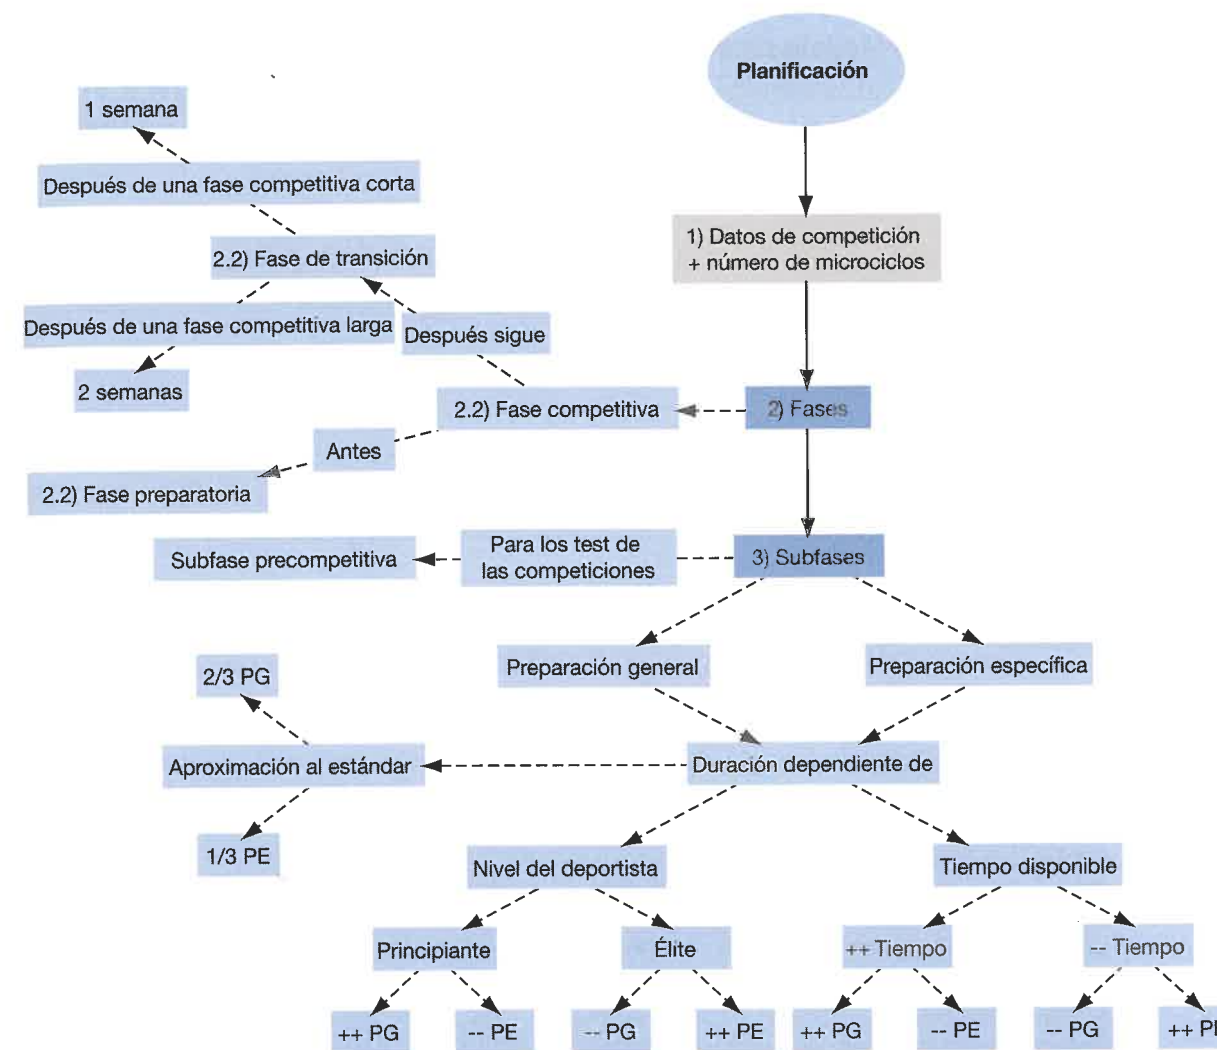 Planificación
1 semana
Después de una fase competitiva corta
1) Datos de competición
+ número de microciclos
2.2) Fase de transición
Después de una fase competitiva larga
Después sigue
2 semanas
2.2) Fase competitiva
2) Fases
Antes
2.2) Fase preparatoria
Subfase precompetitiva
Para los test de
las competiciones
3) Subfases
Preparación general
Preparación específica
2/3 PG
Aproximación al estándar
Duración dependiente de
1/3 PE
Nivel del deportista
Tiempo disponible
Principiante
Élite
++ Tiempo
-- Tiempo
++ PG
-- PE
-- PG
++ PE
++ PG
-- PE
-- PG
++ PE